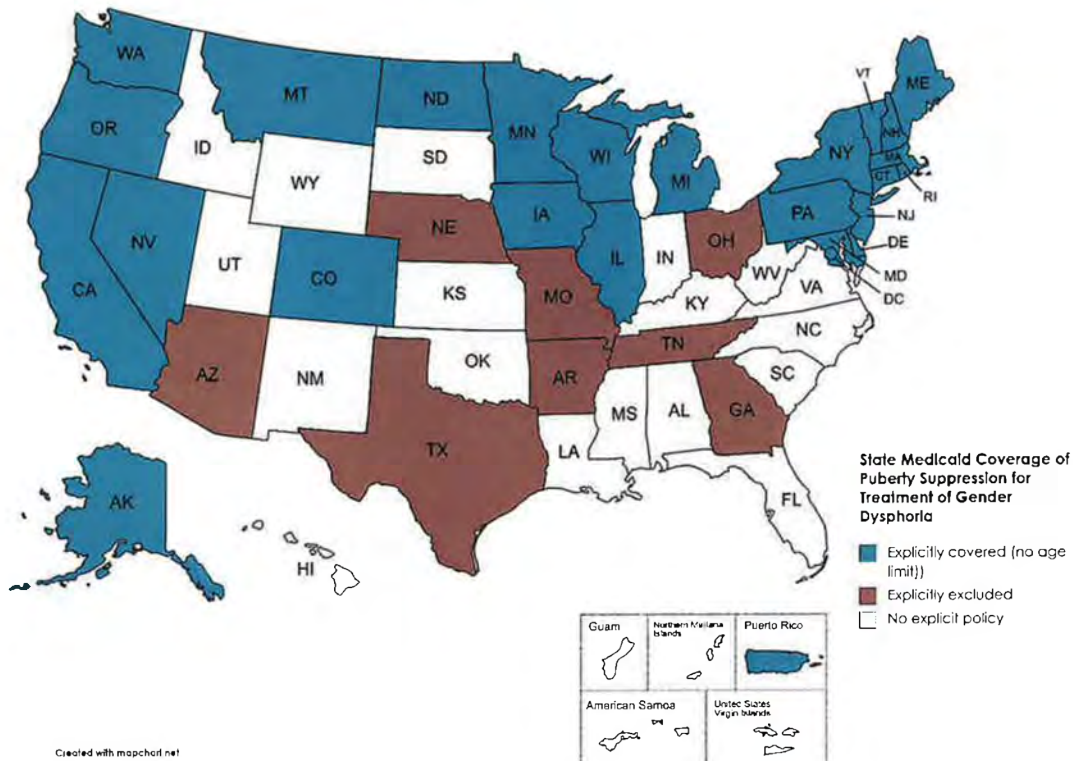 WA
MT
ND
MN
VT
ME
OR
ID
SD
WI
NH
NY
MA
WY
MI
CT
RI
NE
IA
PA
NJ
NV
UT
CO
IL
IN
OH
DE
CA
KS
MO
WV
MD
VA
DC
KY
AZ
NM
OK
AR
TN
NC
SC
MS
AL
GA
TX
LA
FL
AK
HI
State Medicaid Coverage of
Puberty Suppression for
Treatment of Gender
Dysphoria
Explicitly covered (no age
limit))
Explicitly excluded
No explicit policy
Guam
Northern Mariana
Islands
Puerto Rico
American Samoa
United States
Virgin Islands
Created with mapchart.net